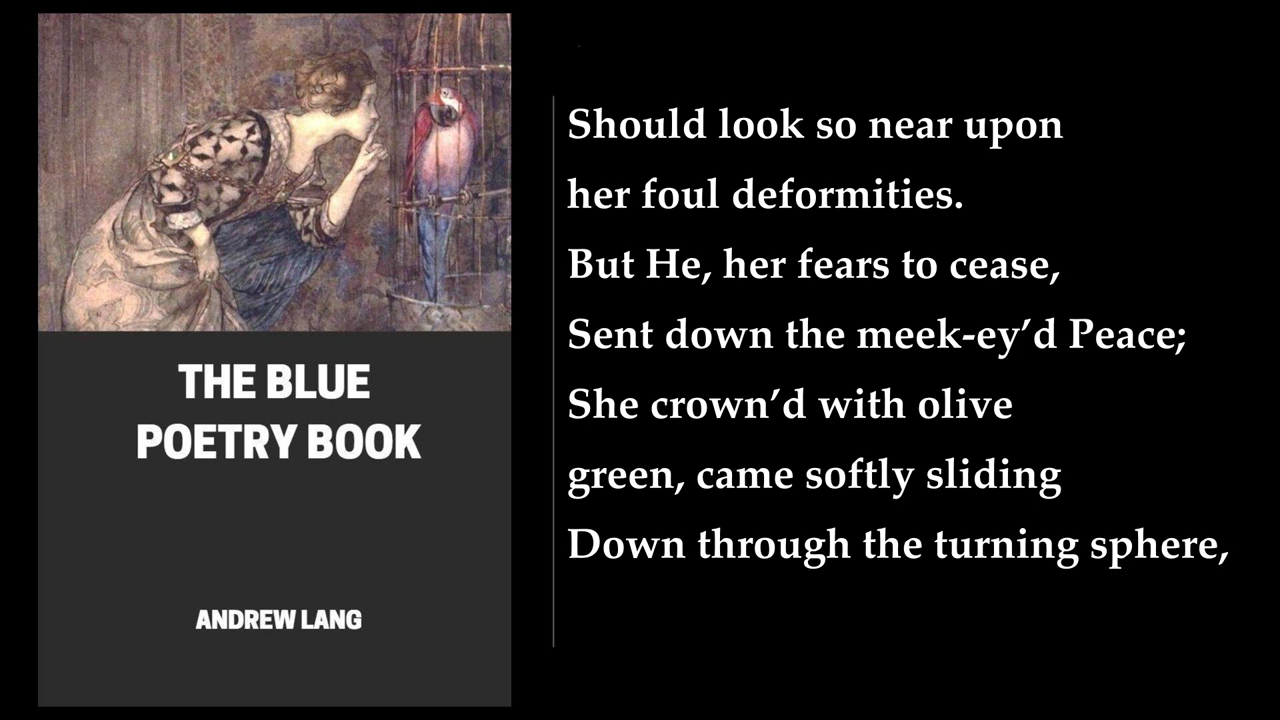 THE BLUE
POETRY BOOK
ANDREW LANG
Should look so near upon
her foul deformities.
But He, her fears to cease,
Sent down the meek-ey’d Peace;
She crown’d with olive
green, came softly sliding
Down through the turning sphere,